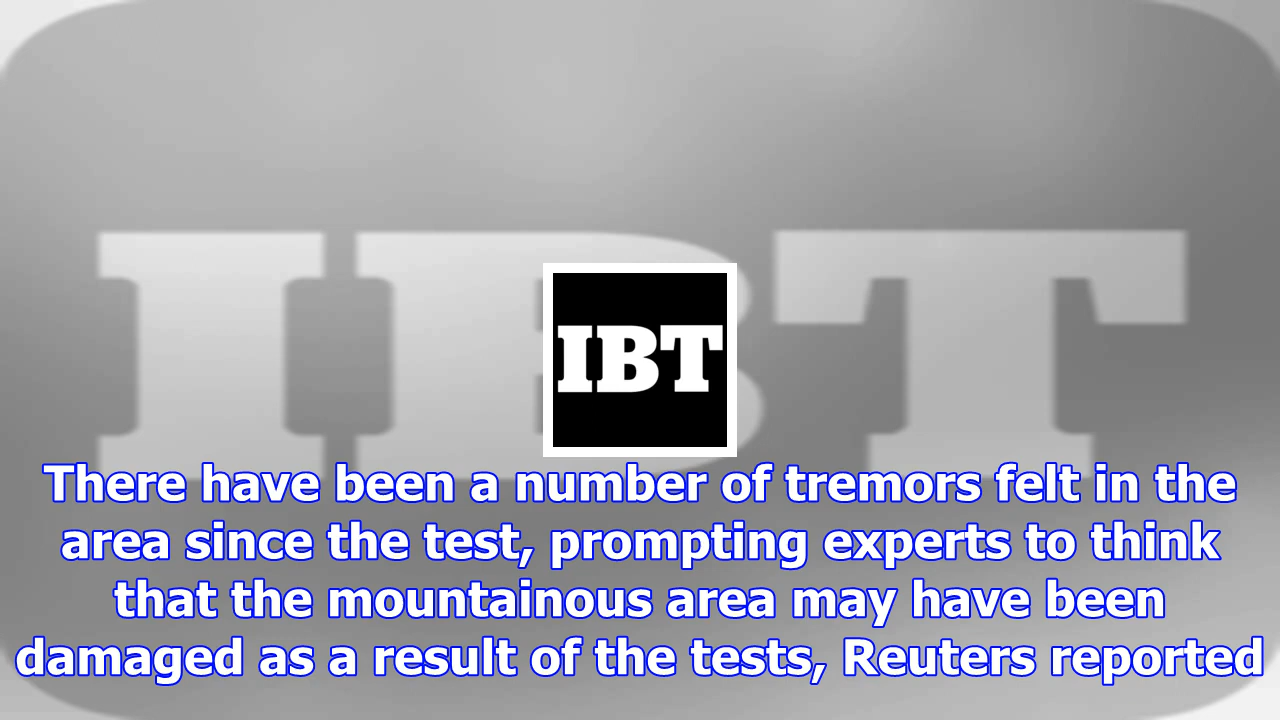 IBT
IBT
There have been a number of tremors felt in the
area since the test, prompting experts to think
that the mountainous area may have been
damaged as a result of the tests, Reuters reported